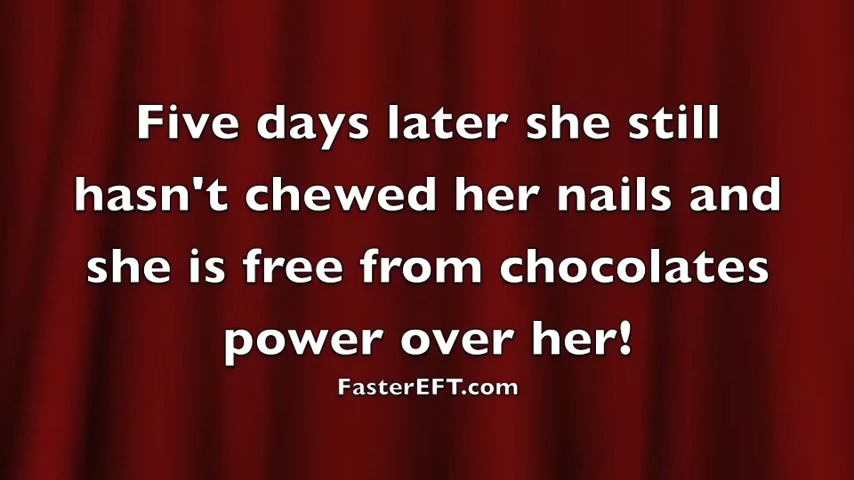 Five days later she still
hasn't chewed her nails and
she is free from chocolates
power over her!
FasterEFT.com